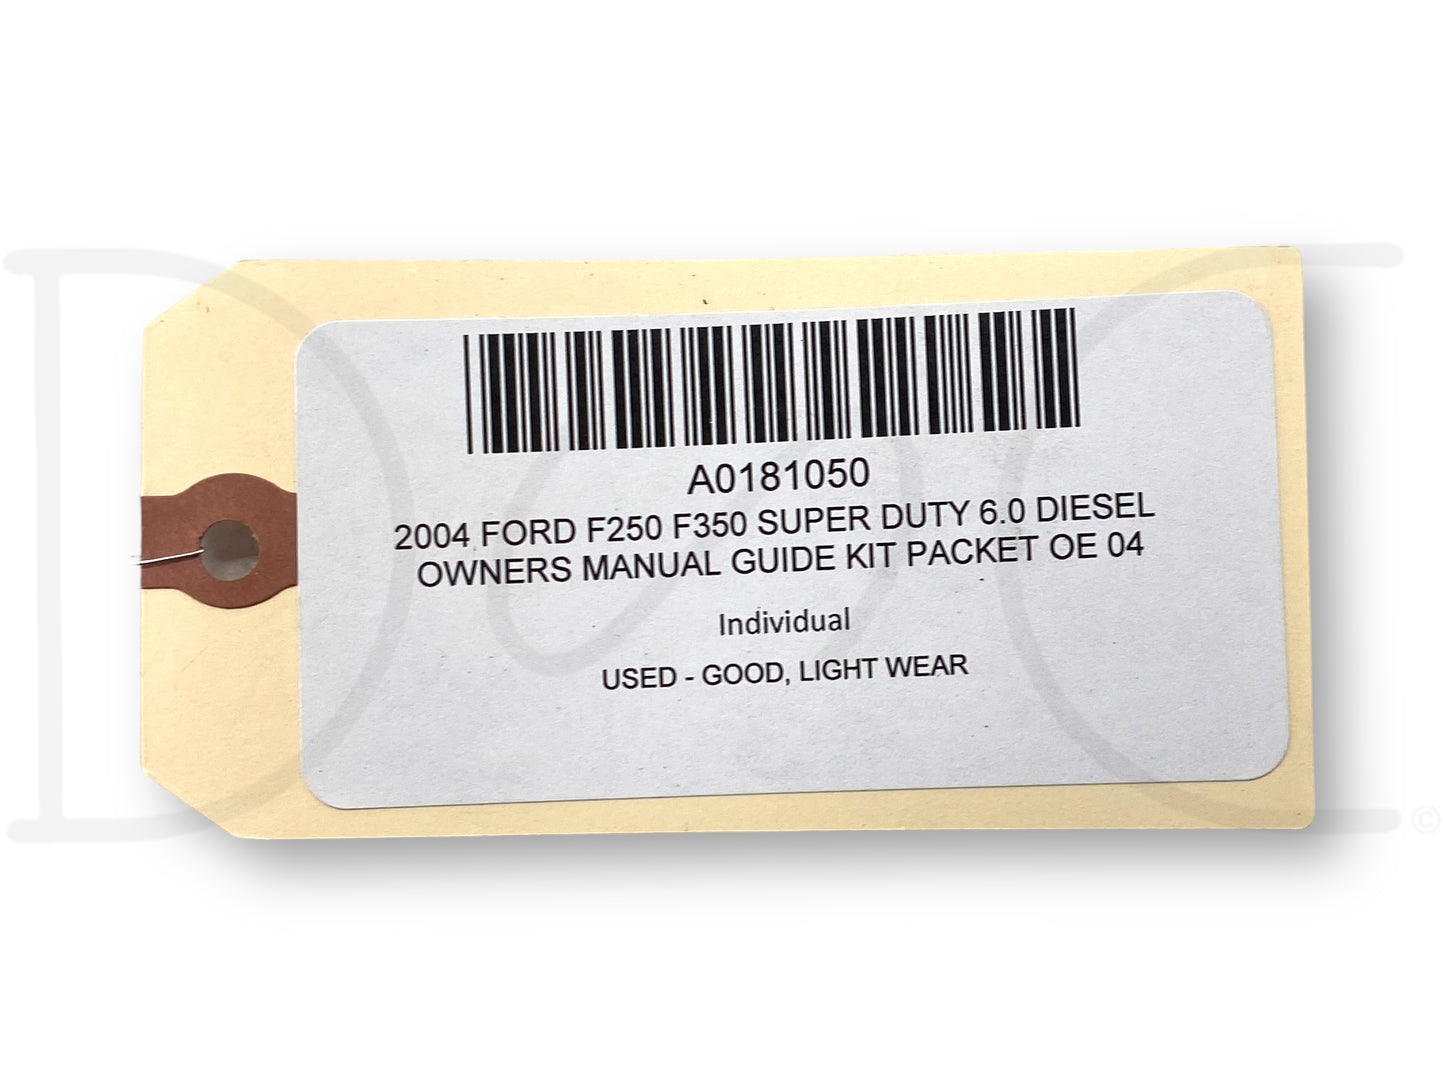 A0181050
2004 FORD F250 F350 SUPER DUTY 6.0 DIESEL
OWNERS MANUAL GUIDE KIT PACKET OE 04
Individual
USED - GOOD, LIGHT WEAR
©